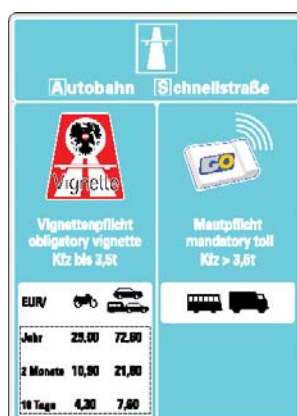 Autobahn Schnellstraße
Vignette
Vignettenpflicht
obligatory vignette
Kfz bis 3,5t
GO
Mautpflicht
mandatory toll
Kfz > 3,5t
EUR/
Jahr 29,00 72,60
2 Monate 10,90 21,80
10 Tage 4,30 7,60